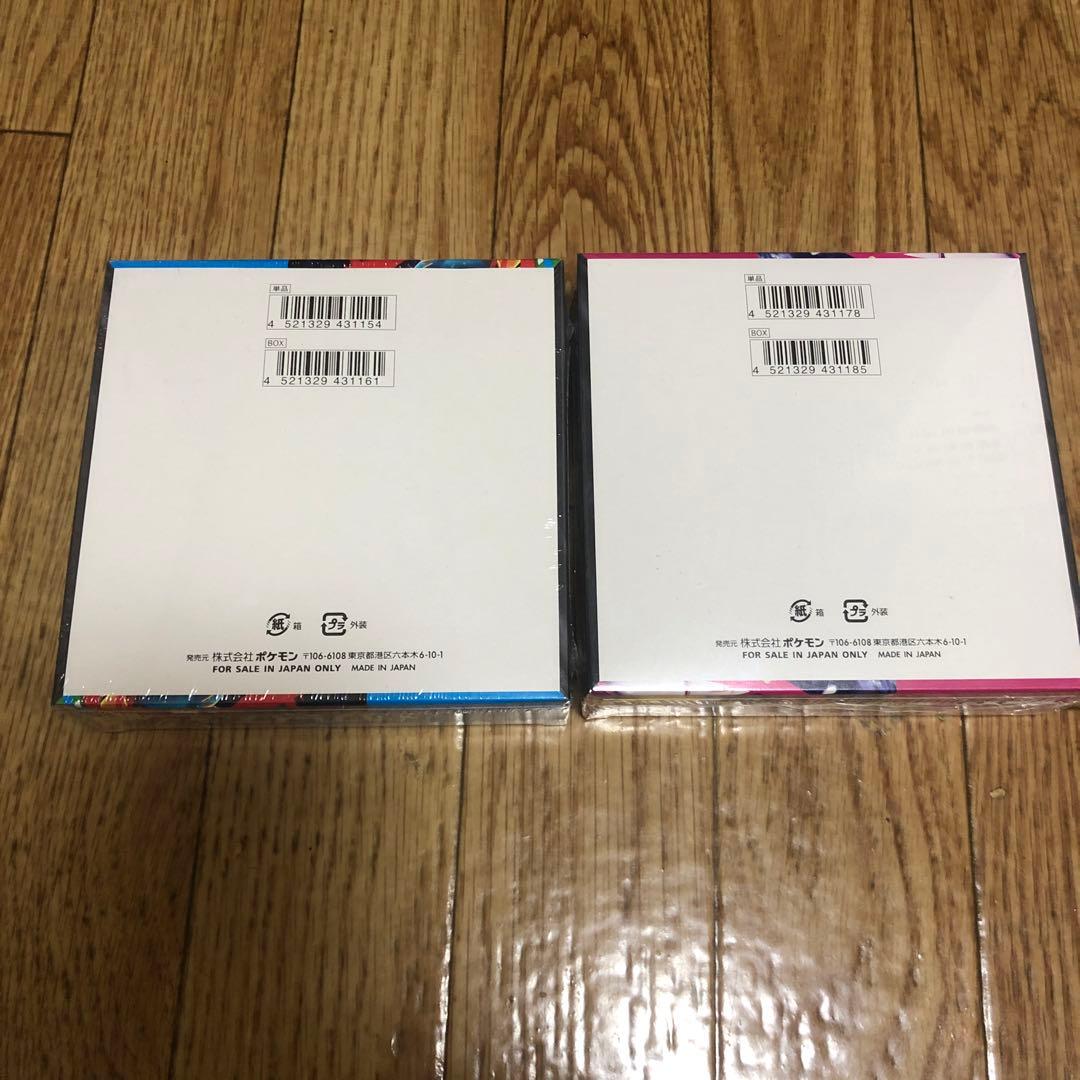 単品
4 521329 431154
BOX
4 521329 431161
紙 箱 プラ 外装
発売元 株式会社ポケモン 〒106-6108 東京都港区六本木6-10-1
FOR SALE IN JAPAN ONLY MADE IN JAPAN
単品
4 521329 431178
BOX
4 521329 431185
紙 箱 プラ 外装
発売元 株式会社ポケモン 〒106-6108 東京都港区六本木6-10-1
FOR SALE IN JAPAN ONLY MADE IN JAPAN